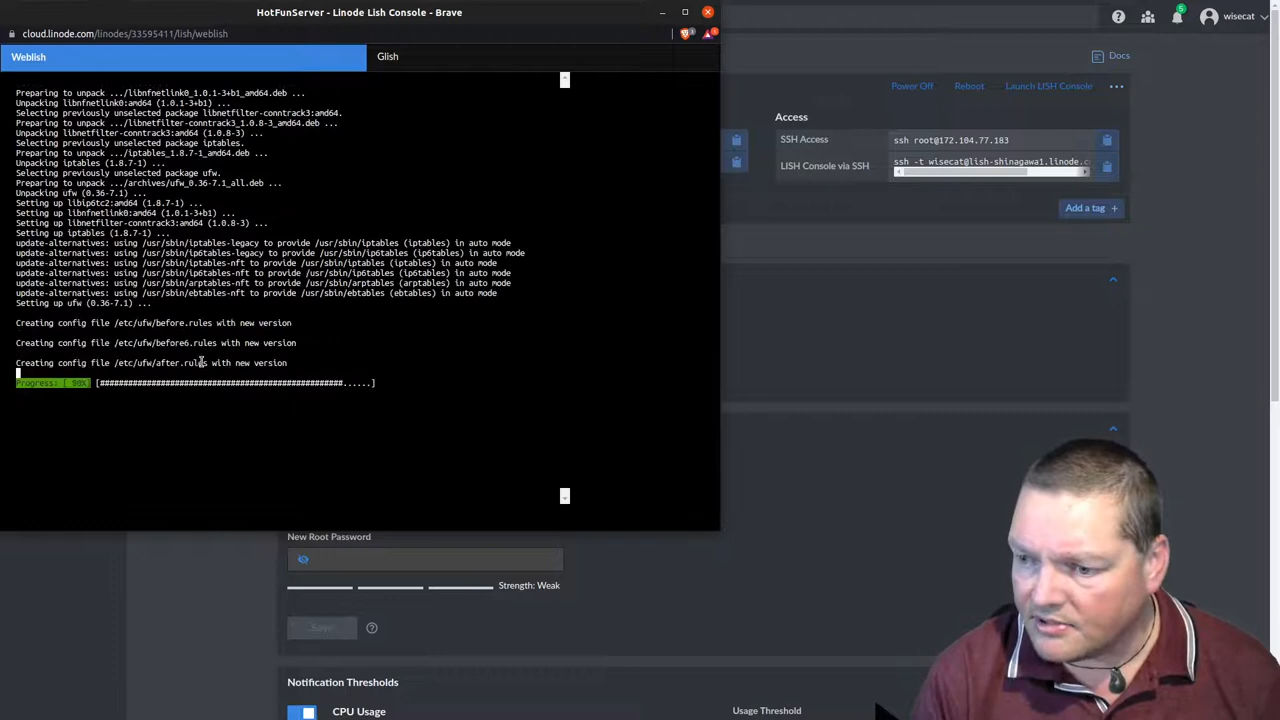 HotFunServer - Linode Lish Console - Brave
cloud.linode.com/linodes/33595411/lish/weblish
Weblish
Glish
Preparing to unpack .../libnfnetlink0_1.0.1-3+b1_amd64.deb ...
Unpacking libnfnetlink0:amd64 (1.0.1-3+b1) ...
Selecting previously unselected package libnetfilter-conntrack3:amd64.
Preparing to unpack .../libnetfilter-conntrack3_1.0.8-3_amd64.deb ...
Unpacking libnetfilter-conntrack3:amd64 (1.0.8-3) ...
Selecting previously unselected package iptables.
Preparing to unpack .../iptables_1.8.7-1_amd64.deb ...
Unpacking iptables (1.8.7-1) ...
Selecting previously unselected package ufw.
Preparing to unpack .../archives/ufw_0.36-7.1_all.deb ...
Unpacking ufw (0.36-7.1) ...
Setting up libip6tc2:amd64 (1.8.7-1) ...
Setting up libnfnetlink0:amd64 (1.0.1-3+b1) ...
Setting up libnetfilter-conntrack3:amd64 (1.0.8-3) ...
Setting up iptables (1.8.7-1) ...
update-alternatives: using /usr/sbin/iptables-legacy to provide /usr/sbin/iptables (iptables) in auto mode
update-alternatives: using /usr/sbin/ip6tables-legacy to provide /usr/sbin/ip6tables (ip6tables) in auto mode
update-alternatives: using /usr/sbin/iptables-nft to provide /usr/sbin/iptables (iptables) in auto mode
update-alternatives: using /usr/sbin/ip6tables-nft to provide /usr/sbin/ip6tables (ip6tables) in auto mode
update-alternatives: using /usr/sbin/arptables-nft to provide /usr/sbin/arptables (arptables) in auto mode
update-alternatives: using /usr/sbin/ebtables-nft to provide /usr/sbin/ebtables (ebtables) in auto mode
Setting up ufw (0.36-7.1) ...
Creating config file /etc/ufw/before.rules with new version
Creating config file /etc/ufw/before6.rules with new version
Creating config file /etc/ufw/after.rules with new version
Progress: [ 90%] [######################################################......]
5
wisecat
Docs
Power Off
Reboot
Launch LISH Console
Access
SSH Access
ssh root@172.104.77.183
LISH Console via SSH
ssh -t wisecat@lish-shinagawa1.linode.c
Add a tag +
New Root Password
Strength: Weak
Save
Notification Thresholds
CPU Usage
Usage Threshold